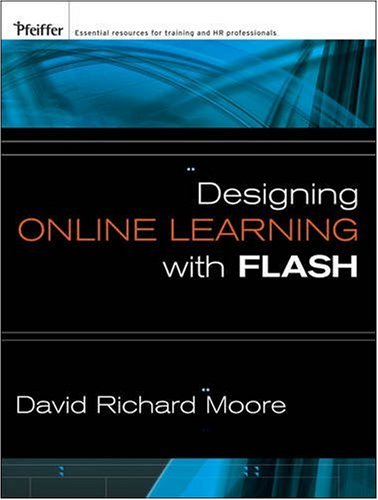 Pfeiffer
Essential resources for training and HR professionals
Designing
ONLINE LEARNING
with FLASH
David Richard Moore